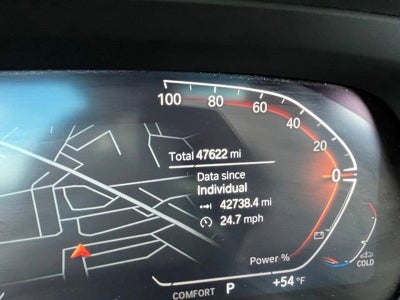 100 80 60 40 20 0
Total 47622 mi
Data since
Individual
42738.4 mi
24.7 mph
Power %
COLD
COMFORT P +54 °F